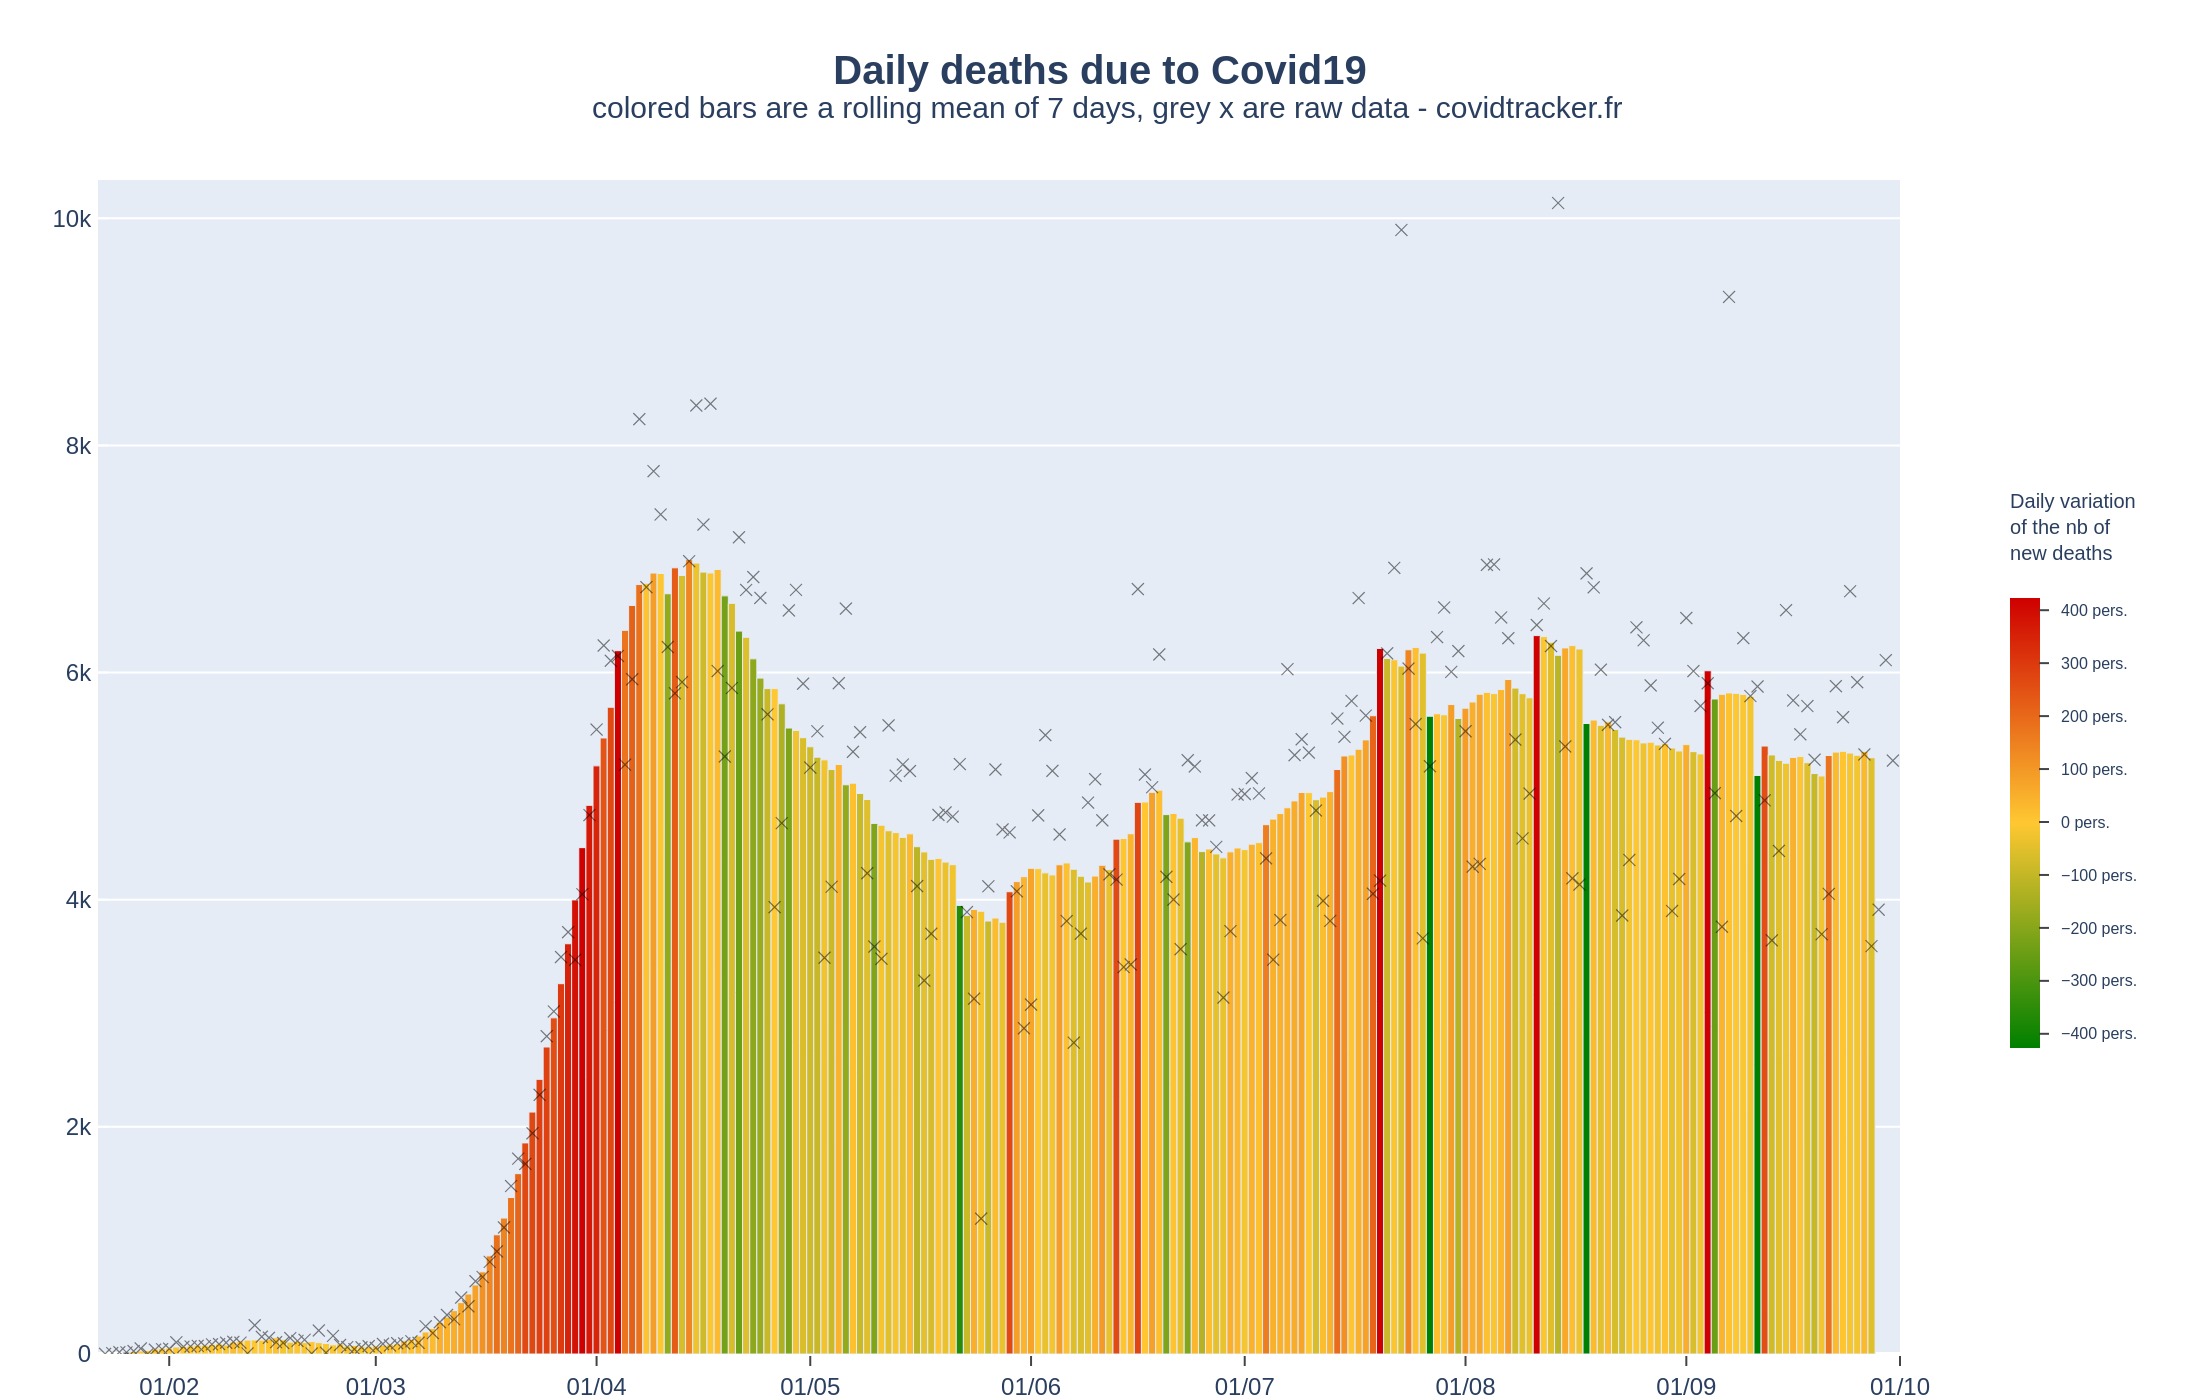 Daily deaths due to Covid19
colored bars are a rolling mean of 7 days, grey x are raw data - covidtracker.fr
10k
8k
6k
4k
2k
0
01/02
01/03
01/04
01/05
01/06
01/07
01/08
01/09
01/10
Daily variation
of the nb of
new deaths
400 pers.
300 pers.
200 pers.
100 pers.
0 pers.
−100 pers.
−200 pers.
−300 pers.
−400 pers.